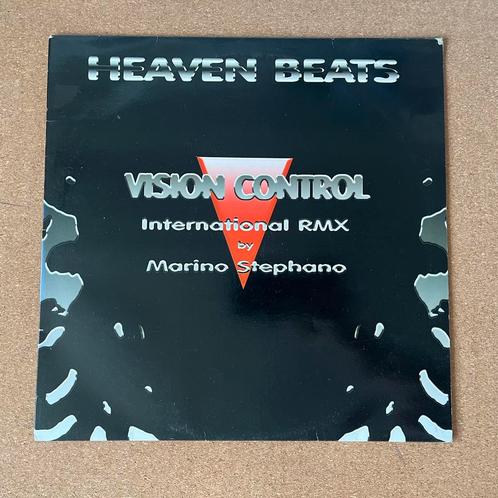 HEAVEN BEATS
VISION CONTROL
International RMX
by
Marino Stephano